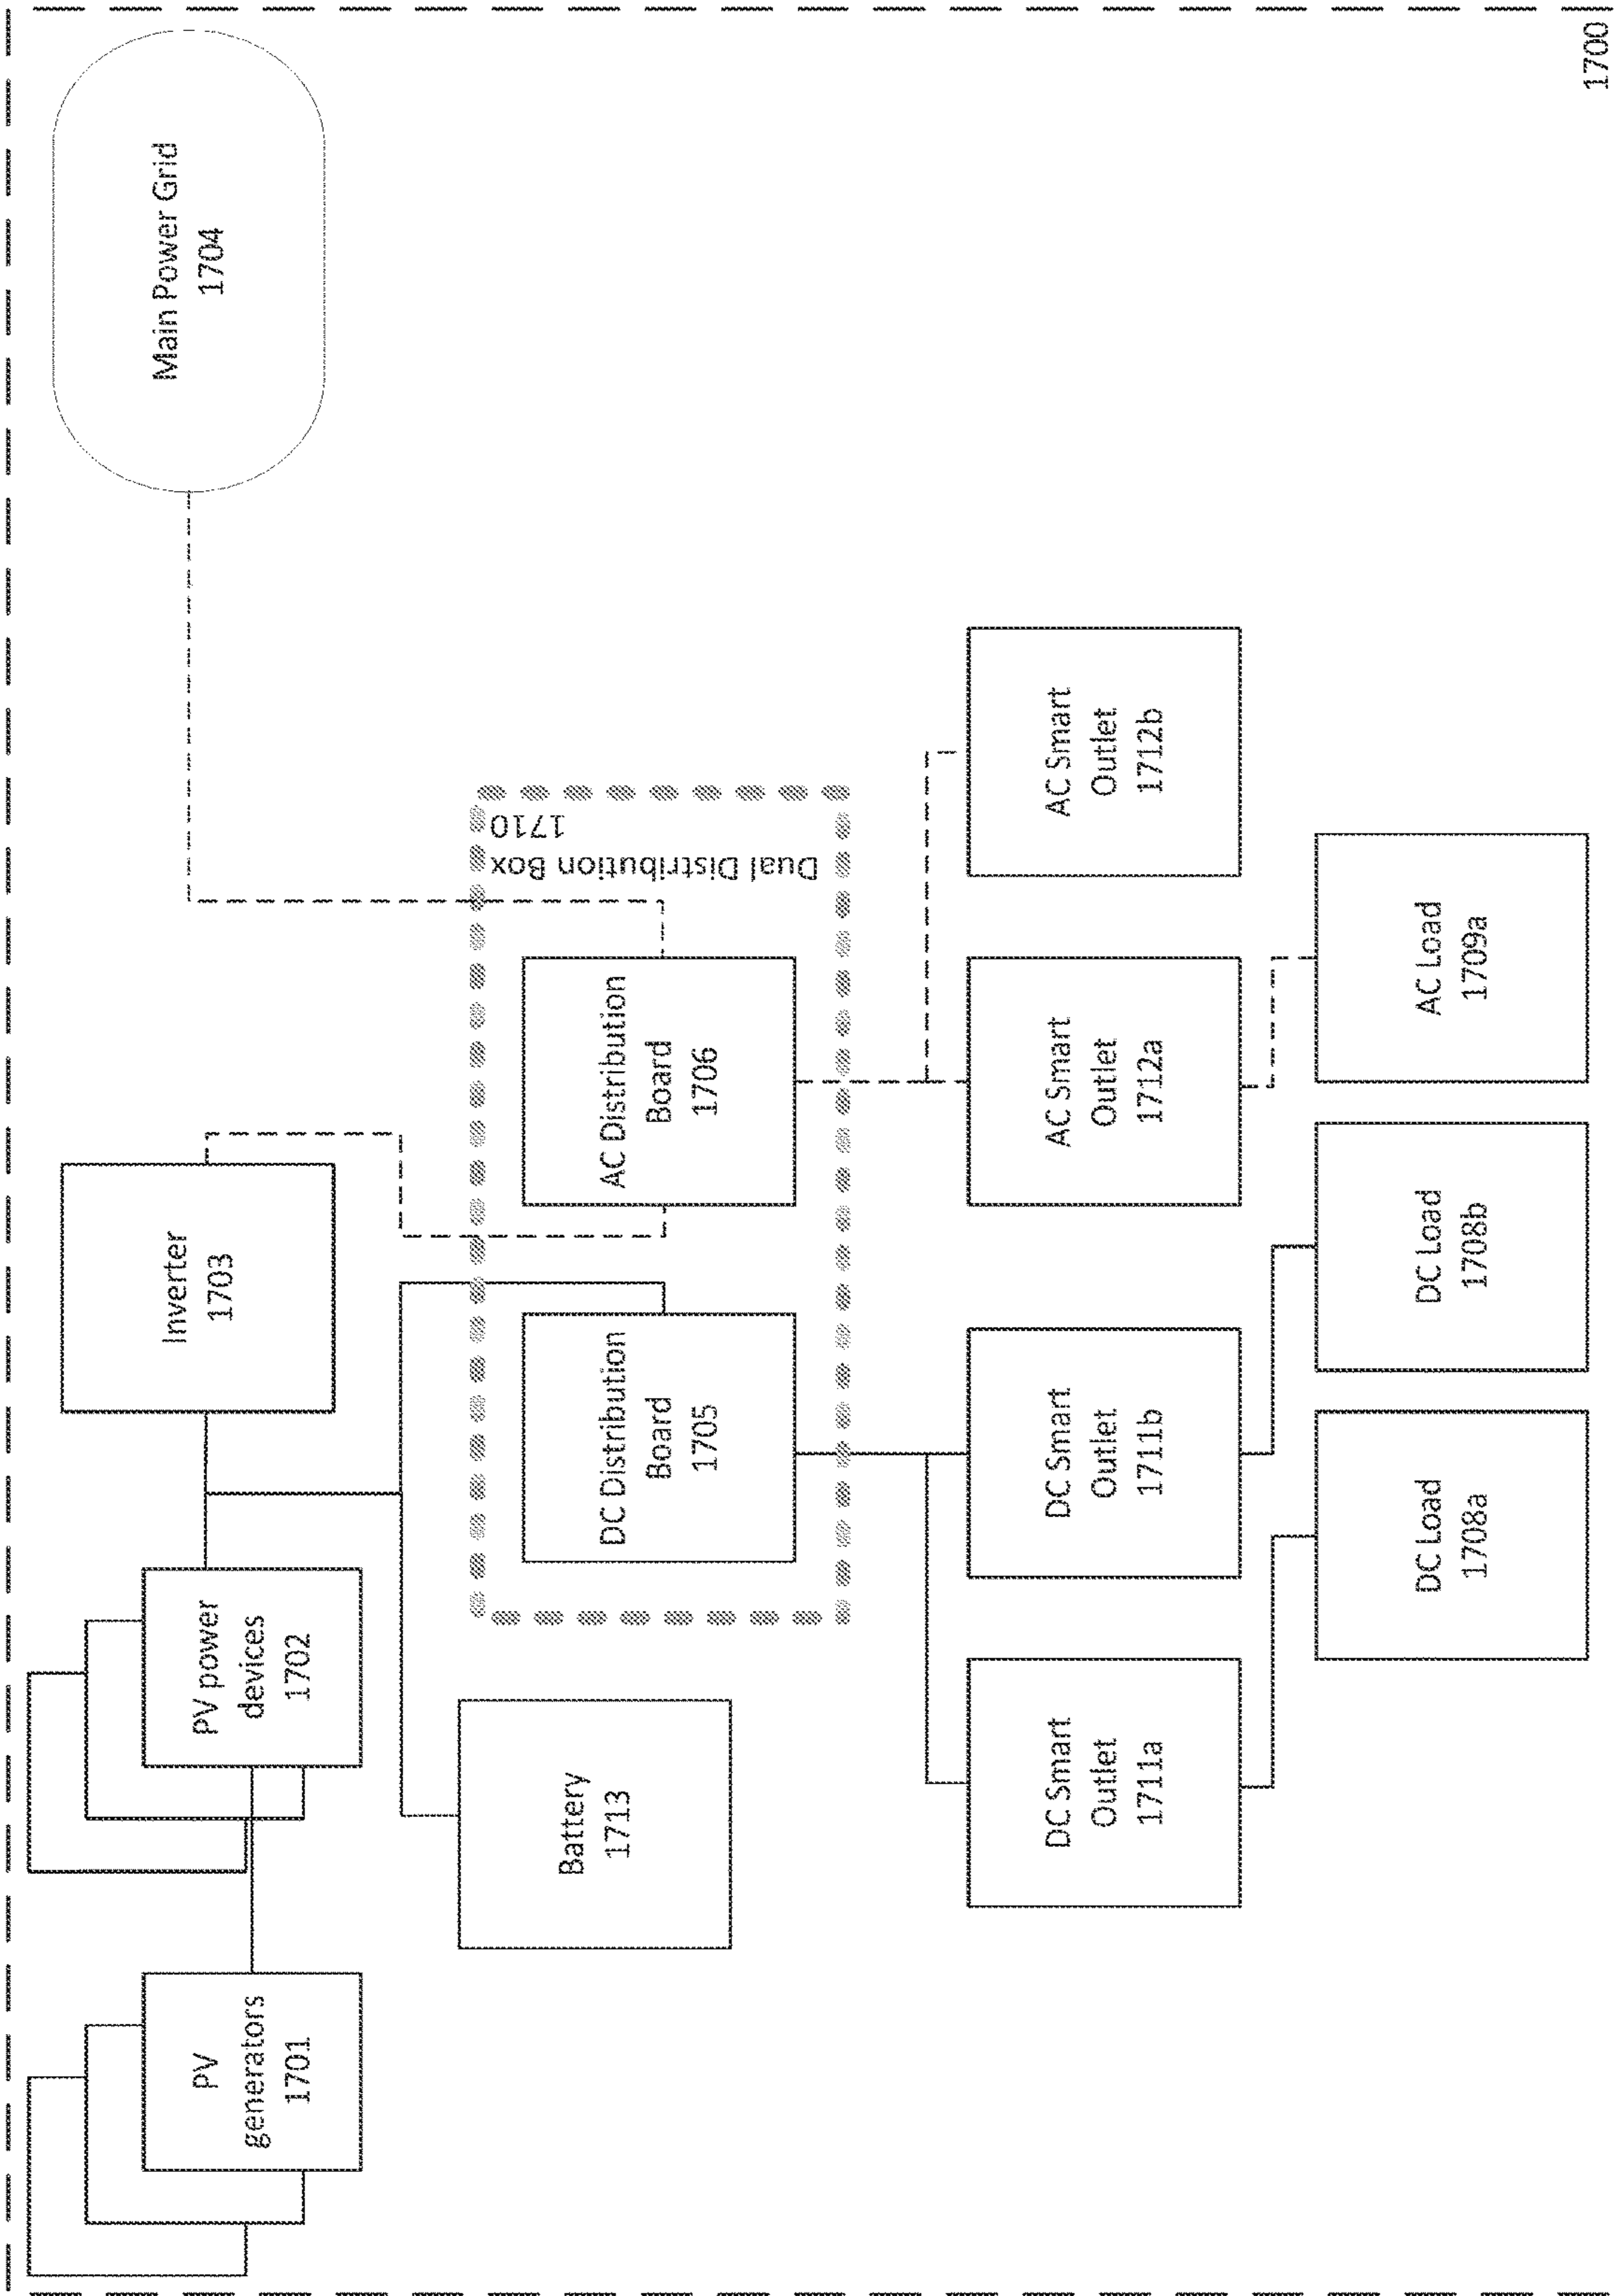 PV
generators
1701
PV power
devices
1702
Inverter
1703
Main Power Grid
1704
Battery
1713
DC Distribution
Board
1705
AC Distribution
Board
1706
Dual Distribution Box
1710
DC Smart
Outlet
1711a
DC Smart
Outlet
1711b
AC Smart
Outlet
1712a
AC Smart
Outlet
1712b
DC Load
1708a
DC Load
1708b
AC Load
1709a
1700